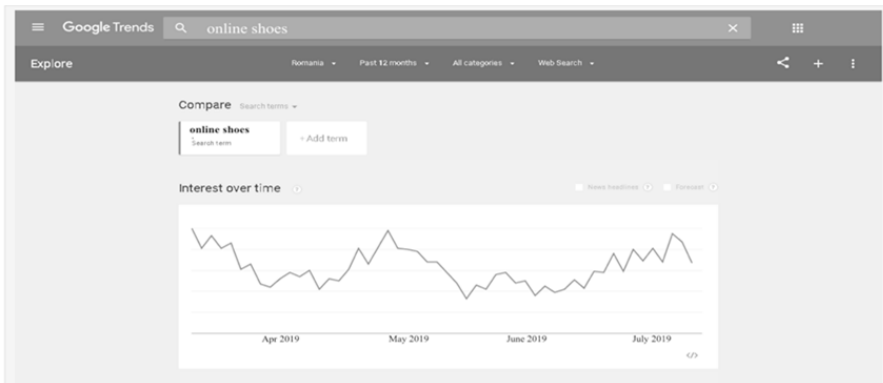 Google Trends online shoes
Explore Romania Past 12 months All categories Web Search
Compare Search terms
online shoes
Search term
+ Add term
Interest over time News headlines Forecast
Apr 2019 May 2019 June 2019 July 2019